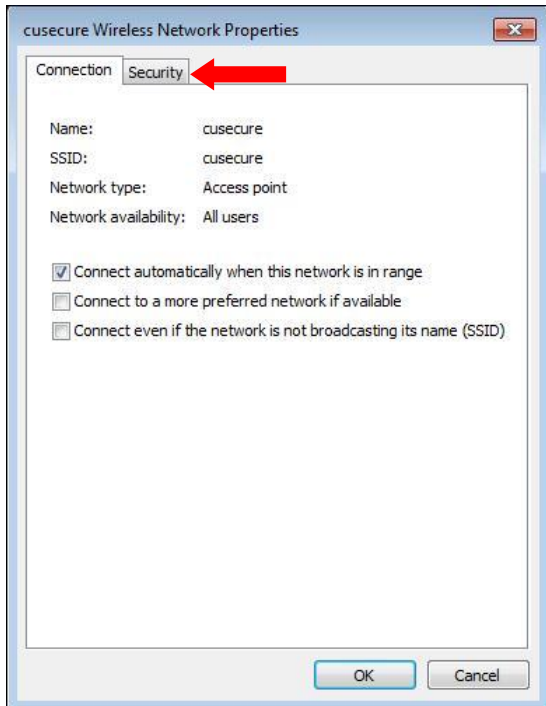 cusecure Wireless Network Properties
Connection Security
Name: cusecure
SSID: cusecure
Network type: Access point
Network availability: All users
Connect automatically when this network is in range
Connect to a more preferred network if available
Connect even if the network is not broadcasting its name (SSID)
OK Cancel